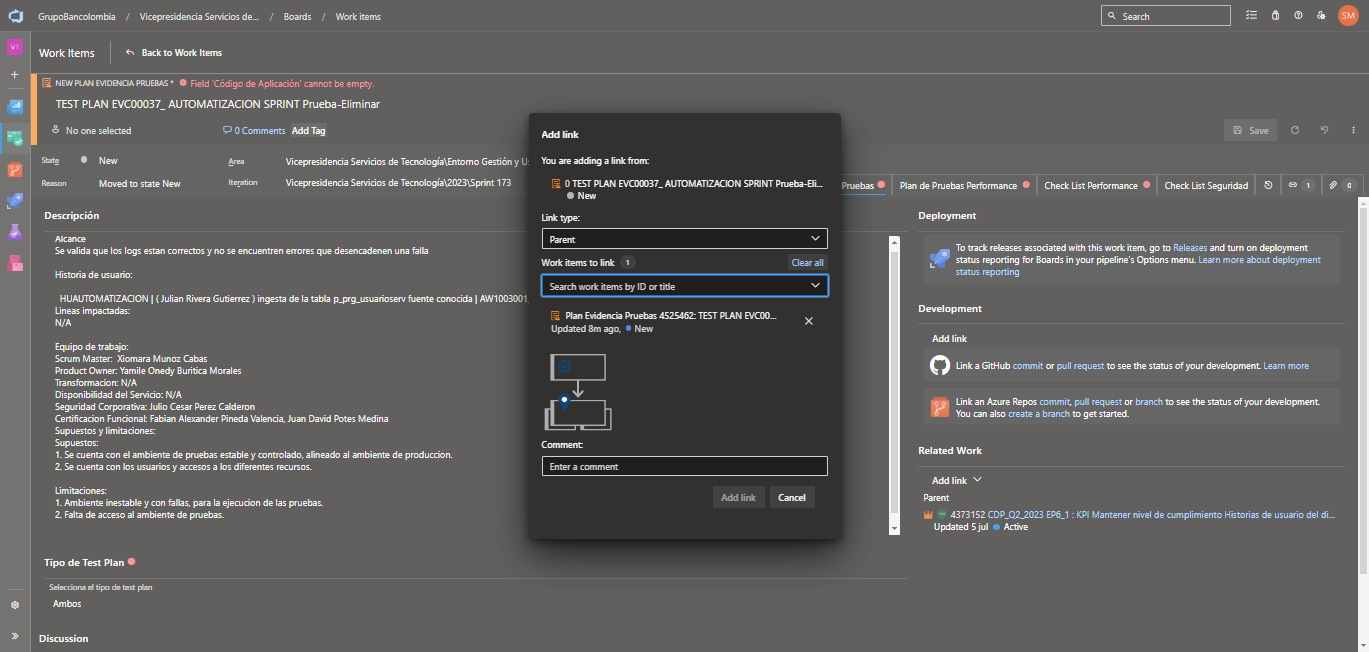 GrupoBancolombia / Vicepresidencia Servicios de... / Boards / Work items
Search
SM
VT
Work Items
Back to Work Items
NEW PLAN EVIDENCIA PRUEBAS * Field 'Código de Aplicación' cannot be empty.
TEST PLAN EVC00037_ AUTOMATIZACION SPRINT Prueba-Eliminar
No one selected
0 Comments
Add Tag
Save
State
New
Area
Vicepresidencia Servicios de Tecnología\Entorno Gestión y Us
Reason
Moved to state New
Iteration
Vicepresidencia Servicios de Tecnología\2023\Sprint 173
Pruebas
Plan de Pruebas Performance
Check List Performance
Check List Seguridad
1
0
Descripción
Alcance
Se valida que los logs estan correctos y no se encuentren errores que desencadenen una falla
Historia de usuario:
HUAUTOMATIZACION | ( Julian Rivera Gutierrez ) ingesta de la tabla p_prg_usuarioserv fuente conocida | AW1003001_
Lineas impactadas:
N/A
Equipo de trabajo:
Scrum Master: Xiomara Munoz Cabas
Product Owner: Yamile Onedy Buritica Morales
Transformacion: N/A
Disponibilidad del Servicio: N/A
Seguridad Corporativa: Julio Cesar Perez Calderon
Certificacion Funcional: Fabian Alexander Pineda Valencia, Juan David Potes Medina
Supuestos y limitaciones:
Supuestos:
1. Se cuenta con el ambiente de pruebas estable y controlado, alineado al ambiente de produccion.
2. Se cuenta con los usuarios y accesos a los diferentes recursos.
Limitaciones:
1. Ambiente inestable y con fallas, para la ejecucion de las pruebas.
2. Falta de acceso al ambiente de pruebas.
Tipo de Test Plan
Selecciona el tipo de test plan
Ambos
Discussion
Add link
You are adding a link from:
0 TEST PLAN EVC00037_ AUTOMATIZACION SPRINT Prueba-Eli...
New
Link type:
Parent
Work items to link 1
Clear all
Search work items by ID or title
Plan Evidencia Pruebas 4525462: TEST PLAN EVC00...
Updated 8m ago, New
Comment:
Enter a comment
Add link
Cancel
Deployment
To track releases associated with this work item, go to Releases and turn on deployment
status reporting for Boards in your pipeline's Options menu. Learn more about deployment
status reporting
Development
Add link
Link a GitHub commit or pull request to see the status of your development. Learn more
Link an Azure Repos commit, pull request or branch to see the status of your development.
You can also create a branch to get started.
Related Work
Add link
Parent
4373152 CDP_Q2_2023 EP6_1 : KPI Mantener nivel de cumplimiento Historias de usuario del di...
Updated 5 jul Active